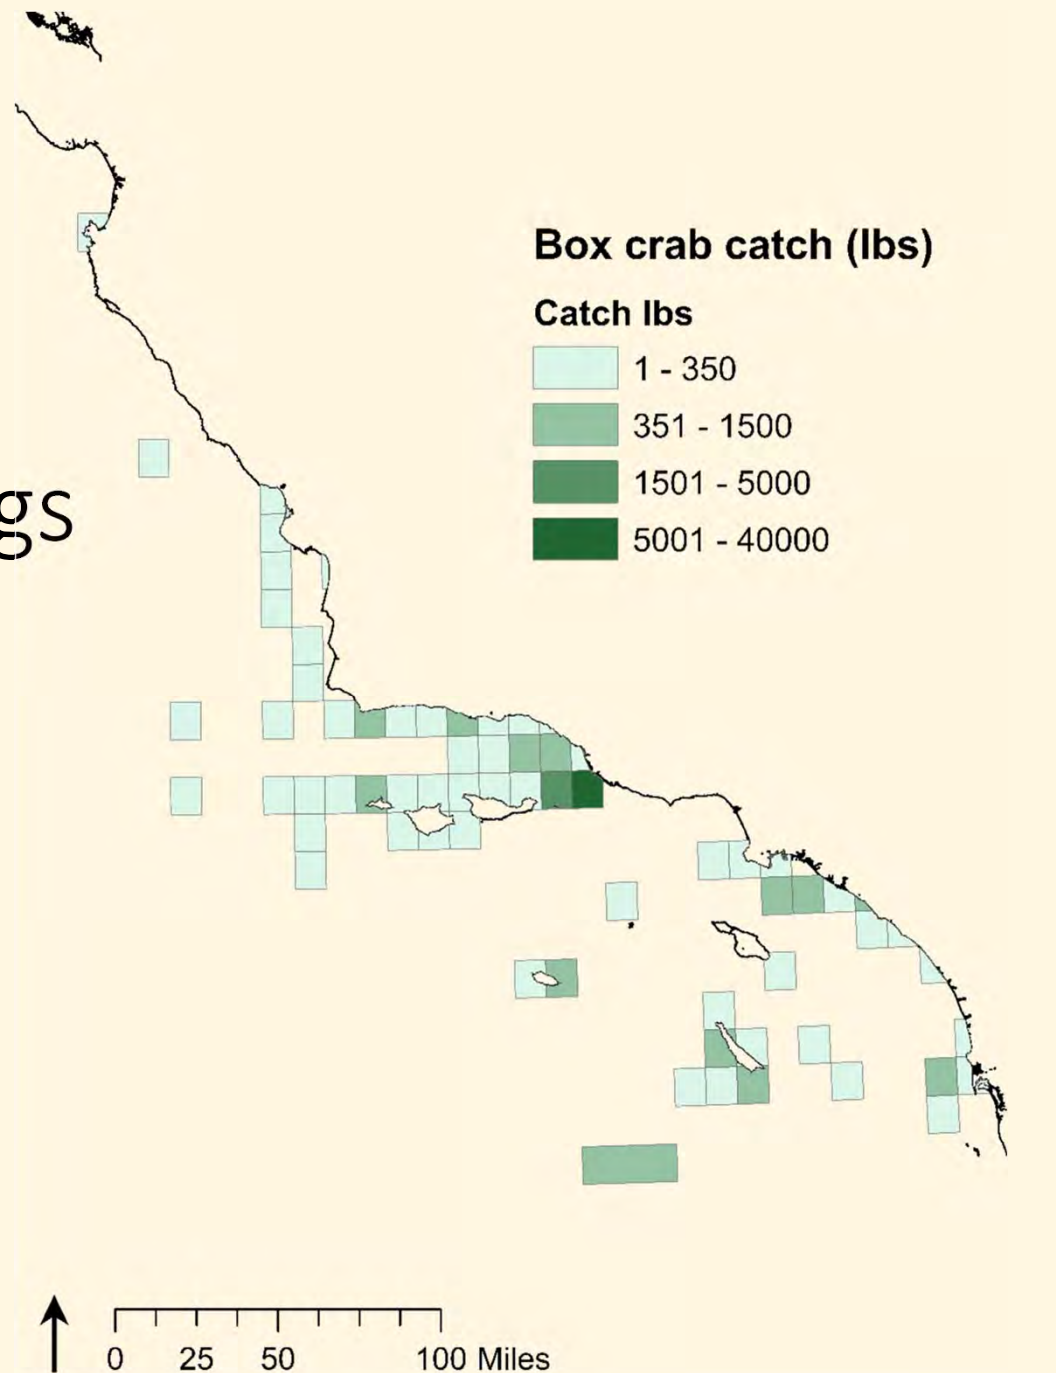 Box crab catch (lbs)
Catch lbs
1 - 350
351 - 1500
gs
1501 - 5000
5001 - 40000
0 25 50 100 Miles